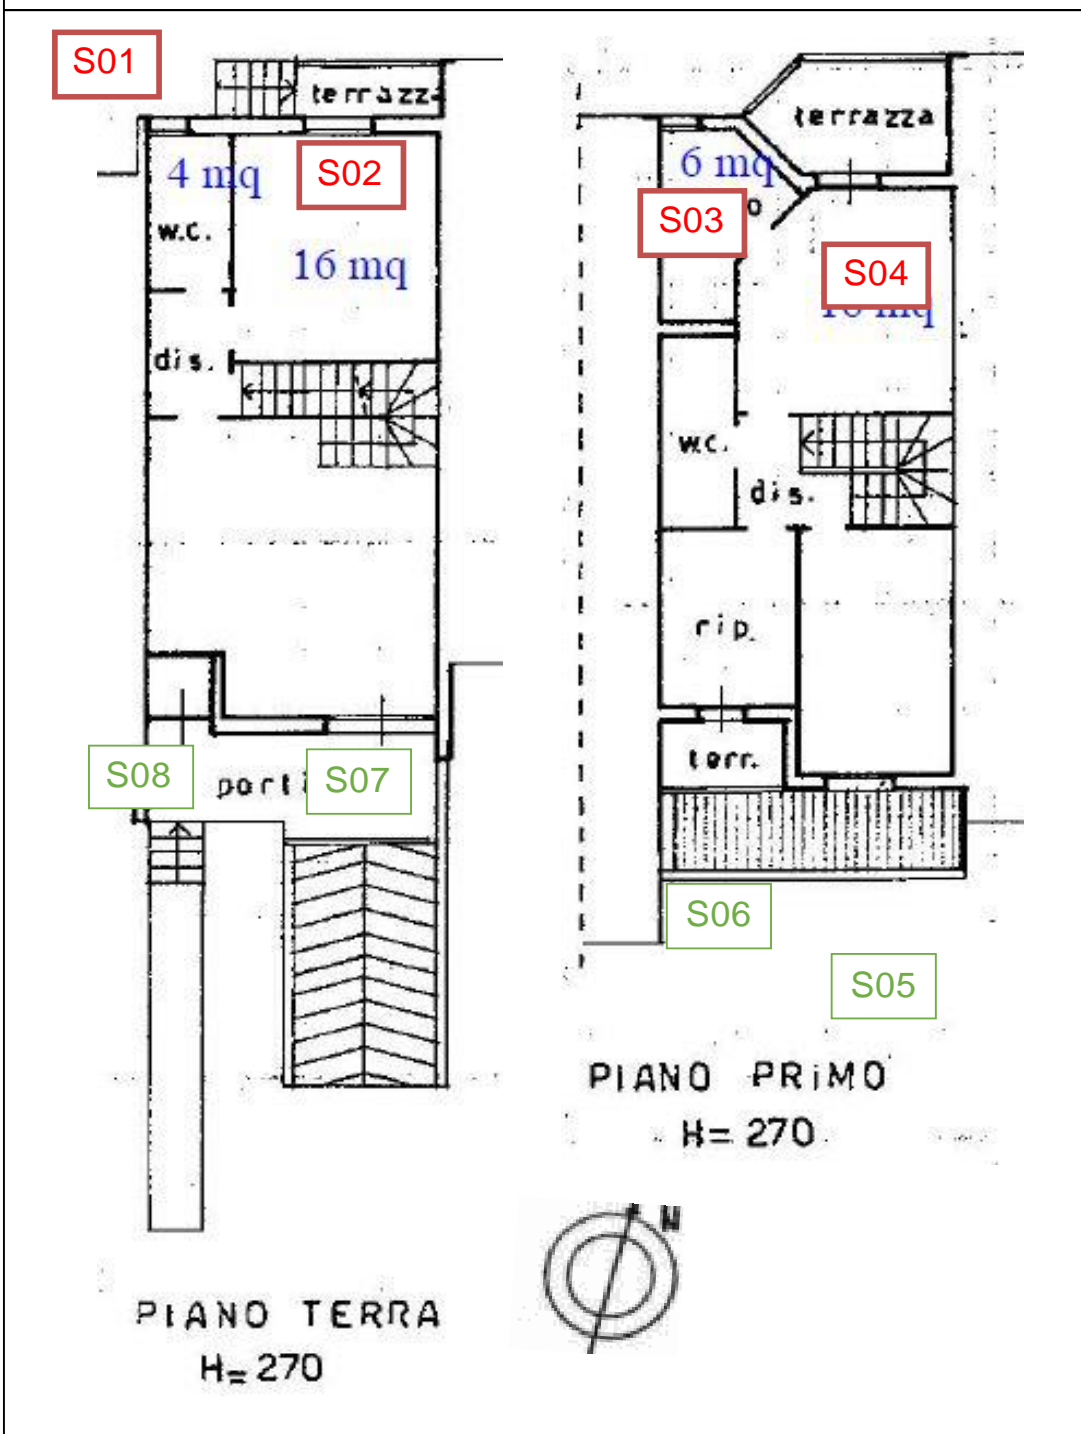 S01
terrazza
4 mq
S02
w.c.
16 mq
dis.
S08
S07
PIANO TERRA
H= 270
terrazza
6 mq
S03
S04
w.c.
dis.
rip.
terr.
S06
S05
PIANO PRiMO
H= 270
N